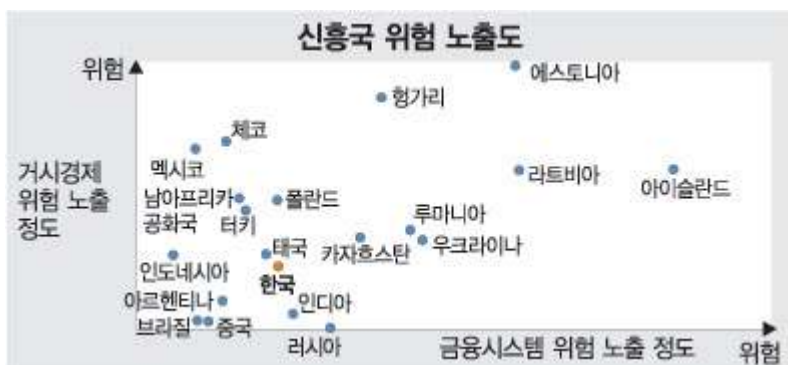 신흥국 위험 노출도
위험
에스토니아
헝가리
체코
멕시코
거시경제
위험 노출
정도
라트비아
아이슬란드
남아프리카
공화국
터키
폴란드
루마니아
우크라이나
카자흐스탄
태국
인도네시아
한국
아르헨티나
인디아
브라질
중국
러시아
금융시스템 위험 노출 정도
위험